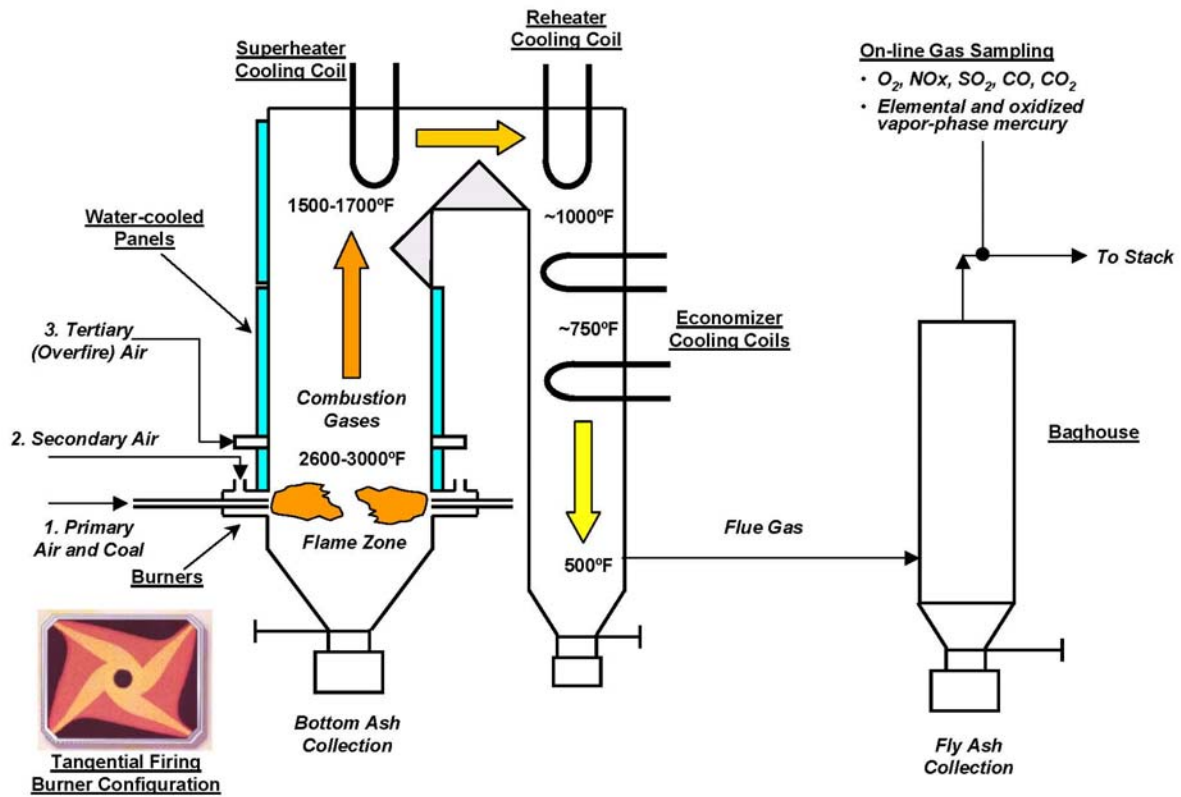 Reheater
Cooling Coil
Superheater
Cooling Coil
On-line Gas Sampling
• O₂, NOx, SO₂, CO, CO₂
• Elemental and oxidized
vapor-phase mercury
1500-1700ºF
~1000ºF
Water-cooled
Panels
To Stack
3. Tertiary
(Overfire) Air
~750ºF
Economizer
Cooling Coils
Combustion
Gases
2. Secondary Air
Baghouse
2600-3000ºF
1. Primary
Air and Coal
Flame Zone
Flue Gas
Burners
500ºF
Bottom Ash
Collection
Fly Ash
Collection
Tangential Firing
Burner Configuration